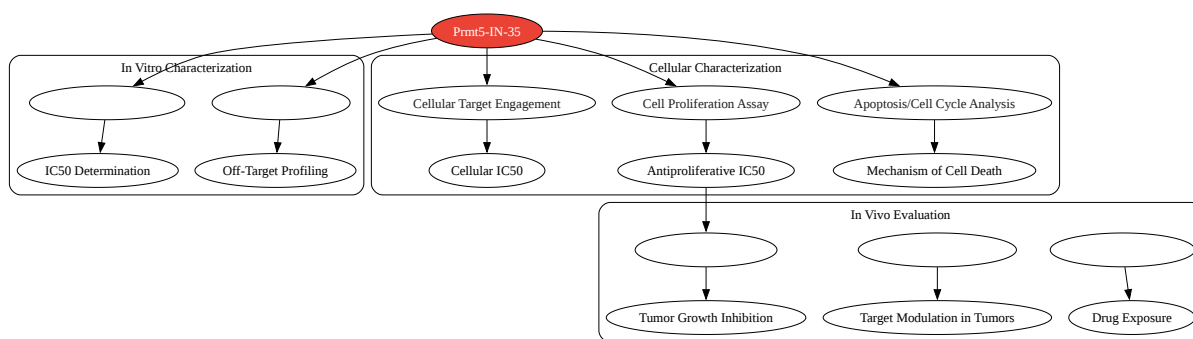 Prmt5-IN-35
In Vitro Characterization
Cellular Characterization
Cellular Target Engagement
Cell Proliferation Assay
Apoptosis/Cell Cycle Analysis
IC50 Determination
Off-Target Profiling
Cellular IC50
Antiproliferative IC50
Mechanism of Cell Death
In Vivo Evaluation
Tumor Growth Inhibition
Target Modulation in Tumors
Drug Exposure